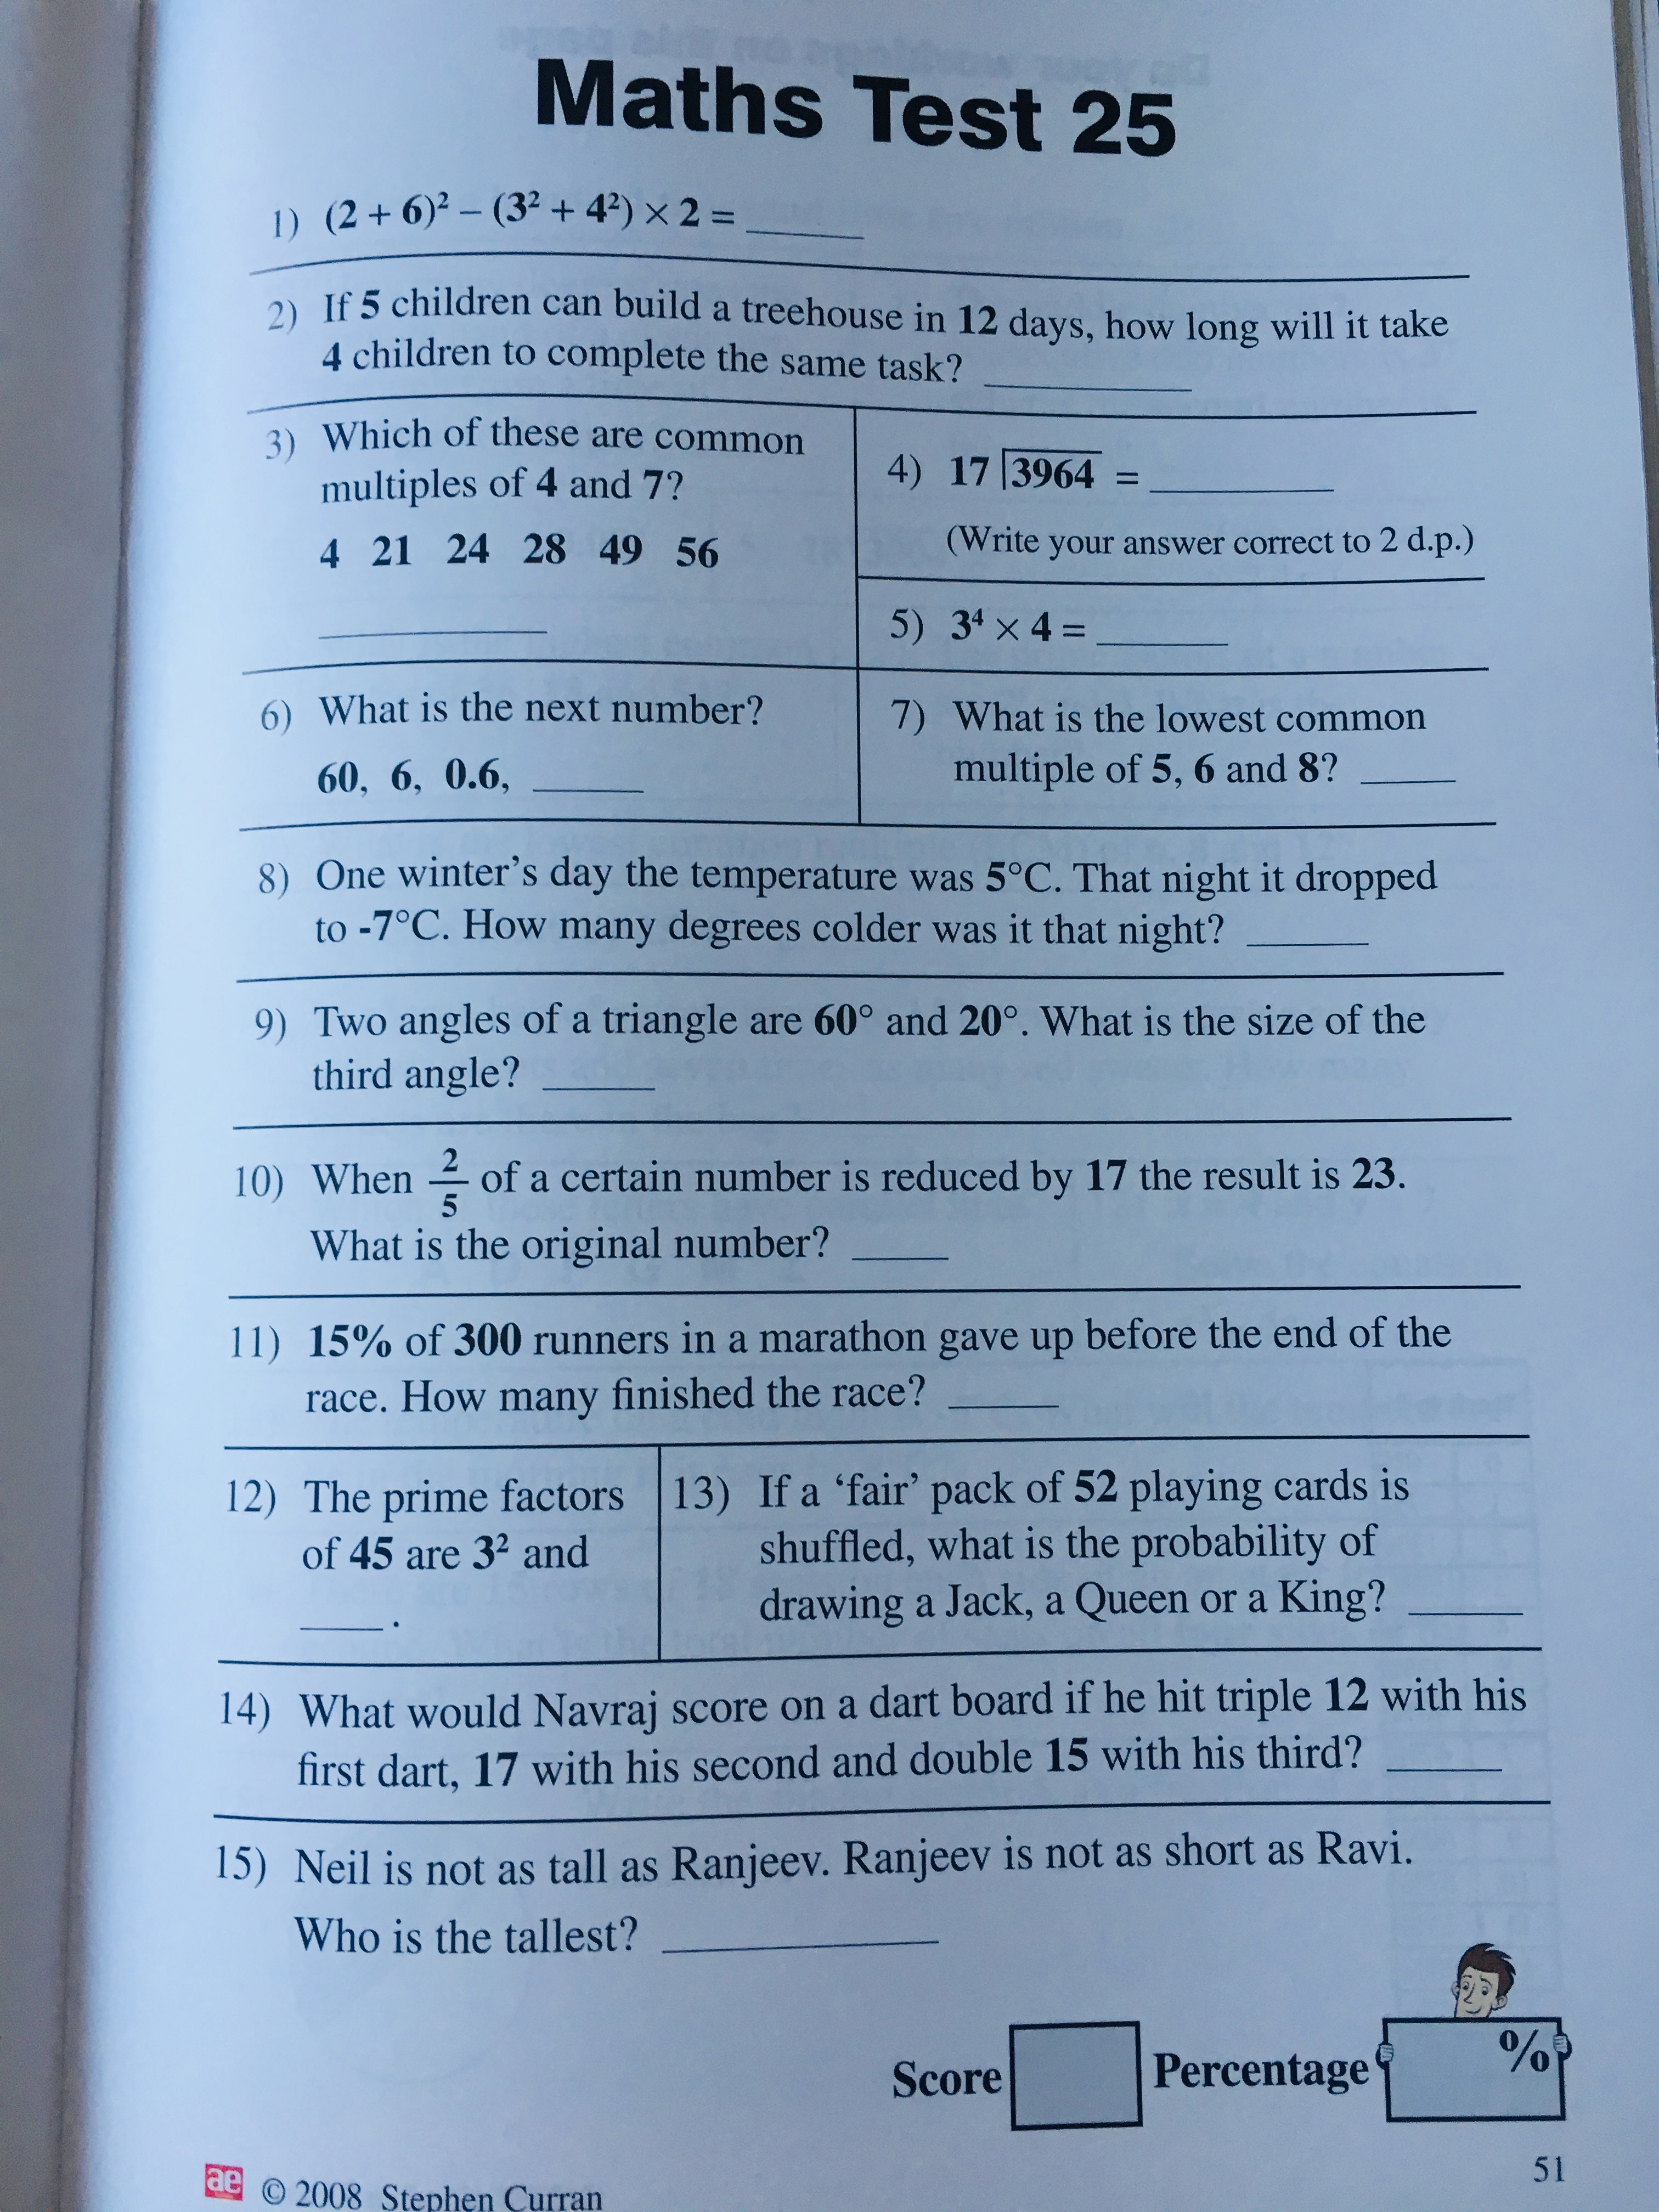 Maths Test 25
1) (2 + 6)² – (3² + 4²) × 2 = ______
2) If 5 children can build a treehouse in 12 days, how long will it take
4 children to complete the same task? ______
3) Which of these are common
multiples of 4 and 7?
4 21 24 28 49 56
______
4) 17 |3964 = ______
(Write your answer correct to 2 d.p.)
5) 3⁴ × 4 = ______
6) What is the next number?
60, 6, 0.6, ______
7) What is the lowest common
multiple of 5, 6 and 8? ______
8) One winter’s day the temperature was 5°C. That night it dropped
to -7°C. How many degrees colder was it that night? ______
9) Two angles of a triangle are 60° and 20°. What is the size of the
third angle? ______
10) When 2/5 of a certain number is reduced by 17 the result is 23.
What is the original number? ______
11) 15% of 300 runners in a marathon gave up before the end of the
race. How many finished the race? ______
12) The prime factors
of 45 are 3² and
______ .
13) If a ‘fair’ pack of 52 playing cards is
shuffled, what is the probability of
drawing a Jack, a Queen or a King? ______
14) What would Navraj score on a dart board if he hit triple 12 with his
first dart, 17 with his second and double 15 with his third? ______
15) Neil is not as tall as Ranjeev. Ranjeev is not as short as Ravi.
Who is the tallest? ______
Score Percentage %
51
ae © 2008 Stephen Curran